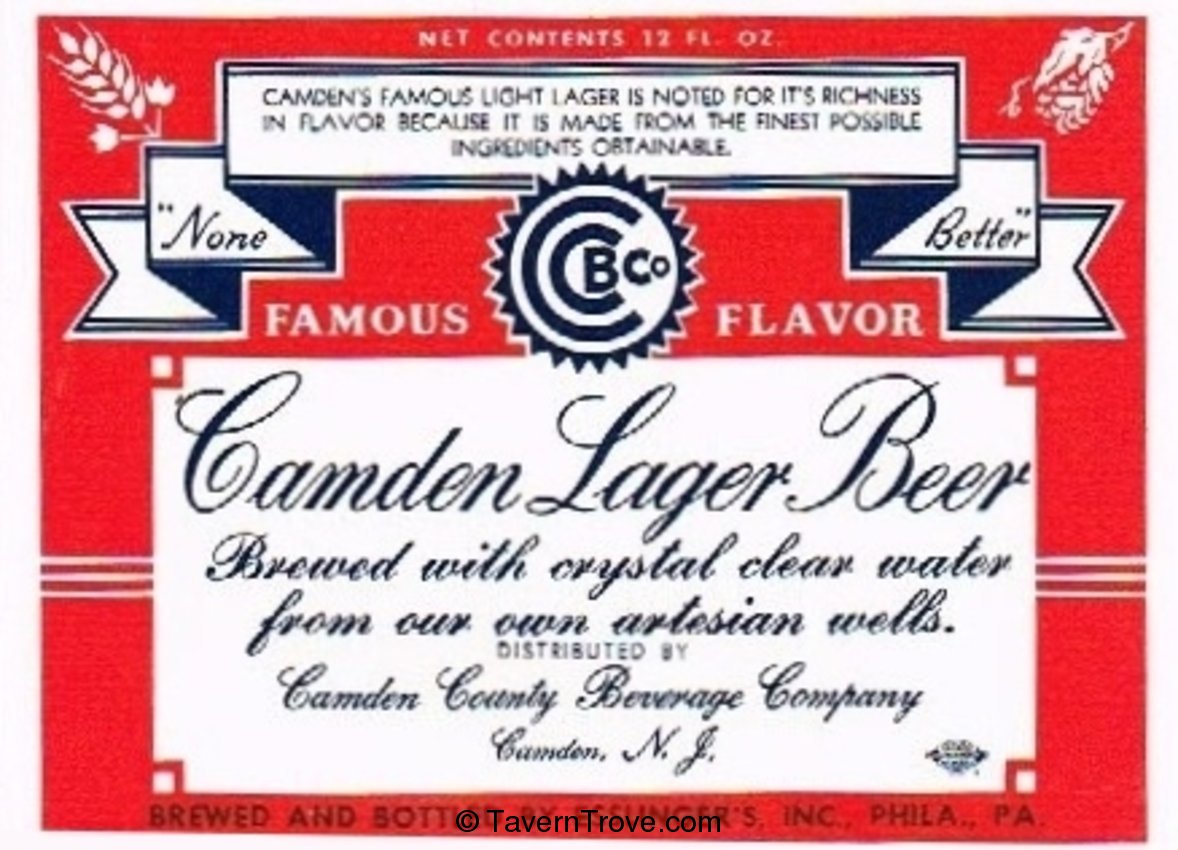 NET CONTENTS 12 FL. OZ.
CAMDEN'S FAMOUS LIGHT LAGER IS NOTED FOR IT'S RICHNESS
IN FLAVOR BECAUSE IT IS MADE FROM THE FINEST POSSIBLE
INGREDIENTS OBTAINABLE.
"None Better"
CCBCo
FAMOUS FLAVOR
Camden Lager Beer
Brewed with crystal clear water
from our own artesian wells.
DISTRIBUTED BY
Camden County Beverage Company
Camden, N. J.
BREWED AND BOTTLED BY ESSLINGER'S, INC., PHILA., PA.
© TavernTrove.com